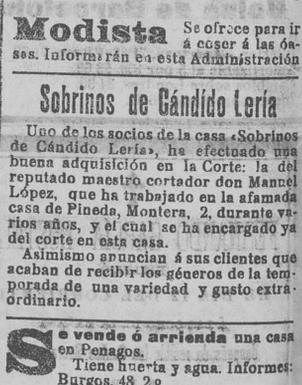 Modista Se ofrece para ir
á coser á las ca-
sas. Informarán en esta Administración
Sobrinos de Cándido Lería
Uno de los socios de la casa «Sobrinos
de Cándido Lería», ha efectuado una
buena adquisición en la Corte: la del
reputado maestro cortador don Manuel
López, que ha trabajado en la afamada
casa de Pineda, Montera, 2, durante va-
rios años, y el cual se ha encargado ya
del corte en esta casa.
Asimismo anuncian á sus clientes que
acaban de recibir los géneros de la tem-
porada de una variedad y gusto extra-
ordinario.
Se vende ó arrienda una casa
en Penagos.
Tiene huerta y agua. Informes:
Burgos, 48, 2.º